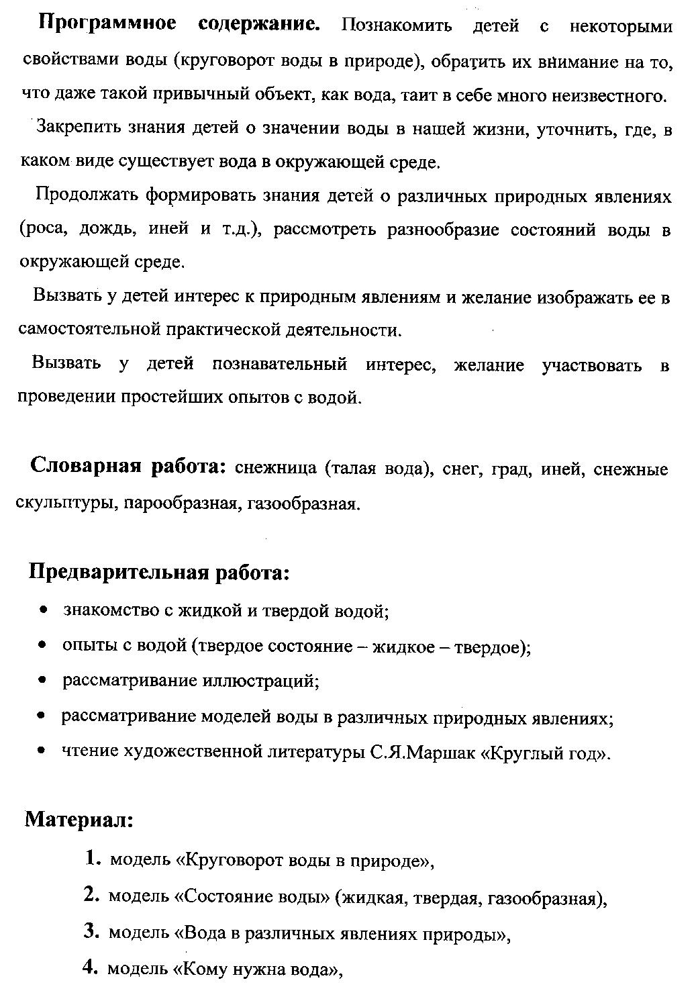 Программное содержание. Познакомить детей с некоторыми
свойствами воды (круговорот воды в природе), обратить их внимание на то,
что даже такой привычный объект, как вода, таит в себе много неизвестного.
Закрепить знания детей о значении воды в нашей жизни, уточнить, где, в
каком виде существует вода в окружающей среде.
Продолжать формировать знания детей о различных природных явлениях
(роса, дождь, иней и т.д.), рассмотреть разнообразие состояний воды в
окружающей среде.
Вызвать у детей интерес к природным явлениям и желание изображать ее в
самостоятельной практической деятельности.
Вызвать у детей познавательный интерес, желание участвовать в
проведении простейших опытов с водой.
Словарная работа: снежница (талая вода), снег, град, иней, снежные
скульптуры, парообразная, газообразная.
Предварительная работа:
• знакомство с жидкой и твердой водой;
• опыты с водой (твердое состояние – жидкое – твердое);
• рассматривание иллюстраций;
• рассматривание моделей воды в различных природных явлениях;
• чтение художественной литературы С.Я.Маршак «Круглый год».
Материал:
1. модель «Круговорот воды в природе»,
2. модель «Состояние воды» (жидкая, твердая, газообразная),
3. модель «Вода в различных явлениях природы»,
4. модель «Кому нужна вода»,